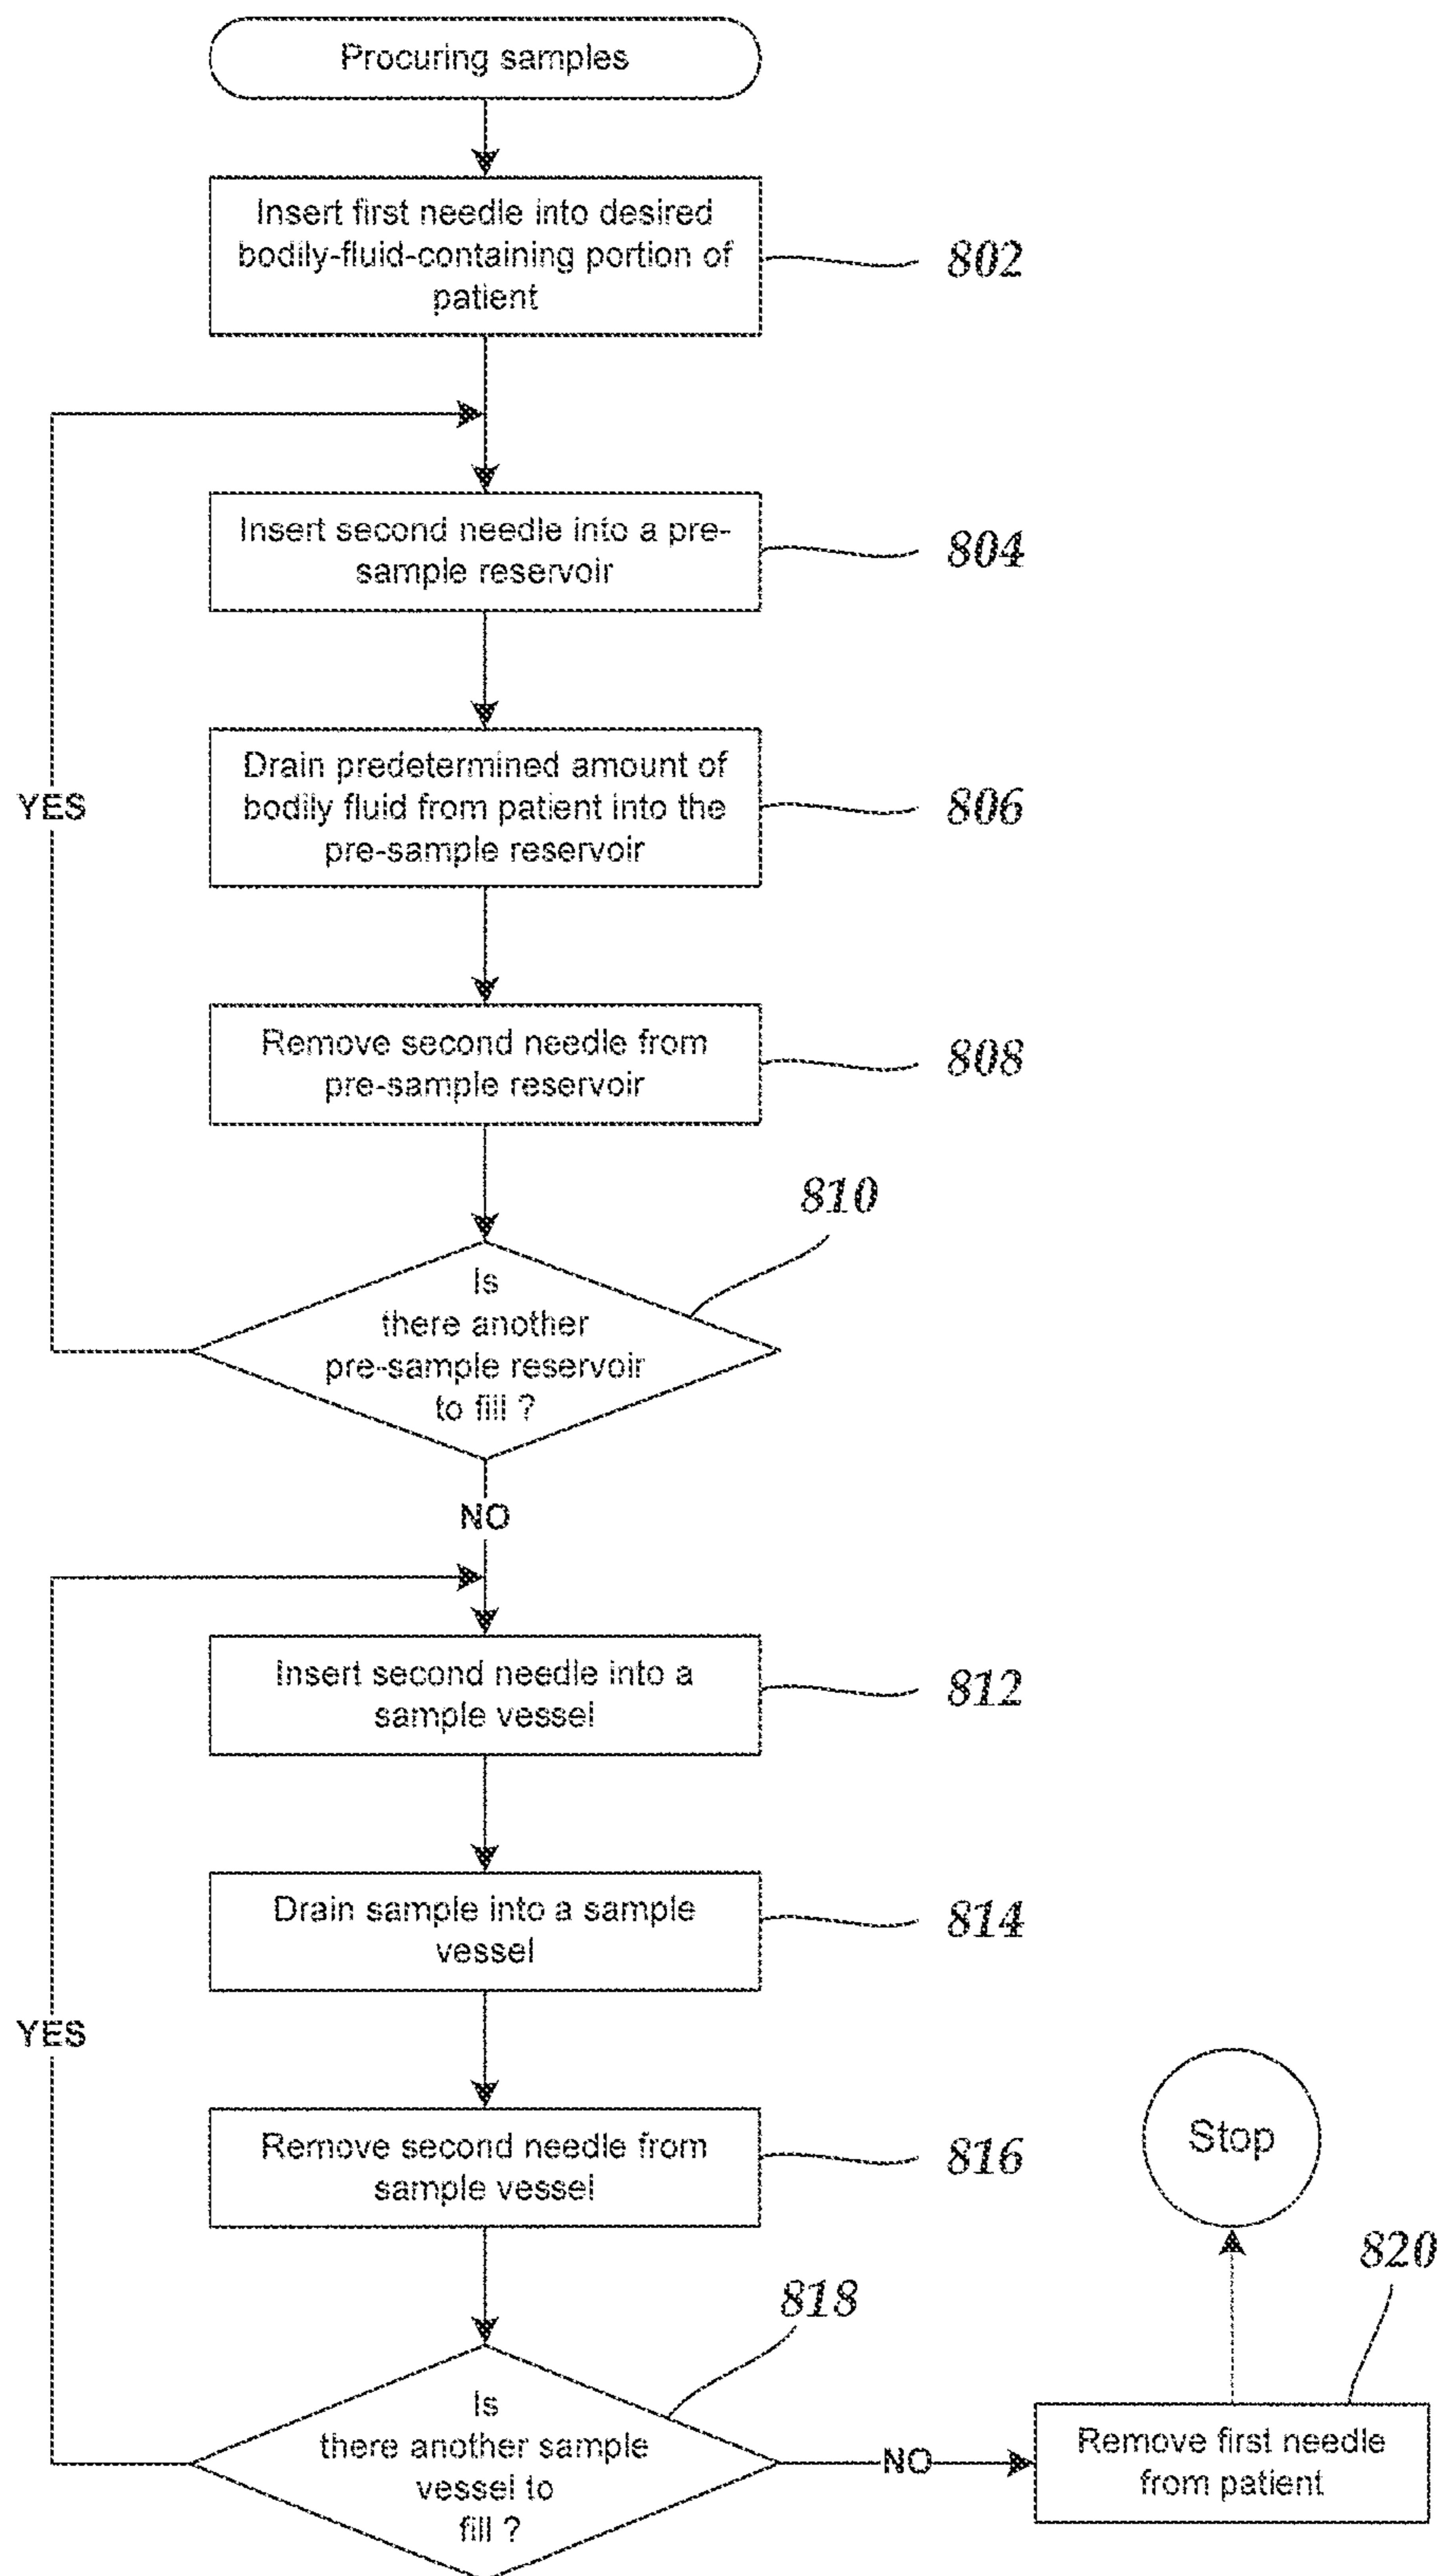 Procuring samples
Insert first needle into desired
bodily-fluid-containing portion of
patient
802
Insert second needle into a pre-
sample reservoir
804
Drain predetermined amount of
bodily fluid from patient into the
pre-sample reservoir
806
YES
Remove second needle from
pre-sample reservoir
808
810
Is
there another
pre-sample reservoir
to fill ?
NO
Insert second needle into a
sample vessel
812
Drain sample into a sample
vessel
814
YES
Remove second needle from
sample vessel
816
Stop
818
820
Is
there another sample
vessel to
fill ?
NO
Remove first needle
from patient